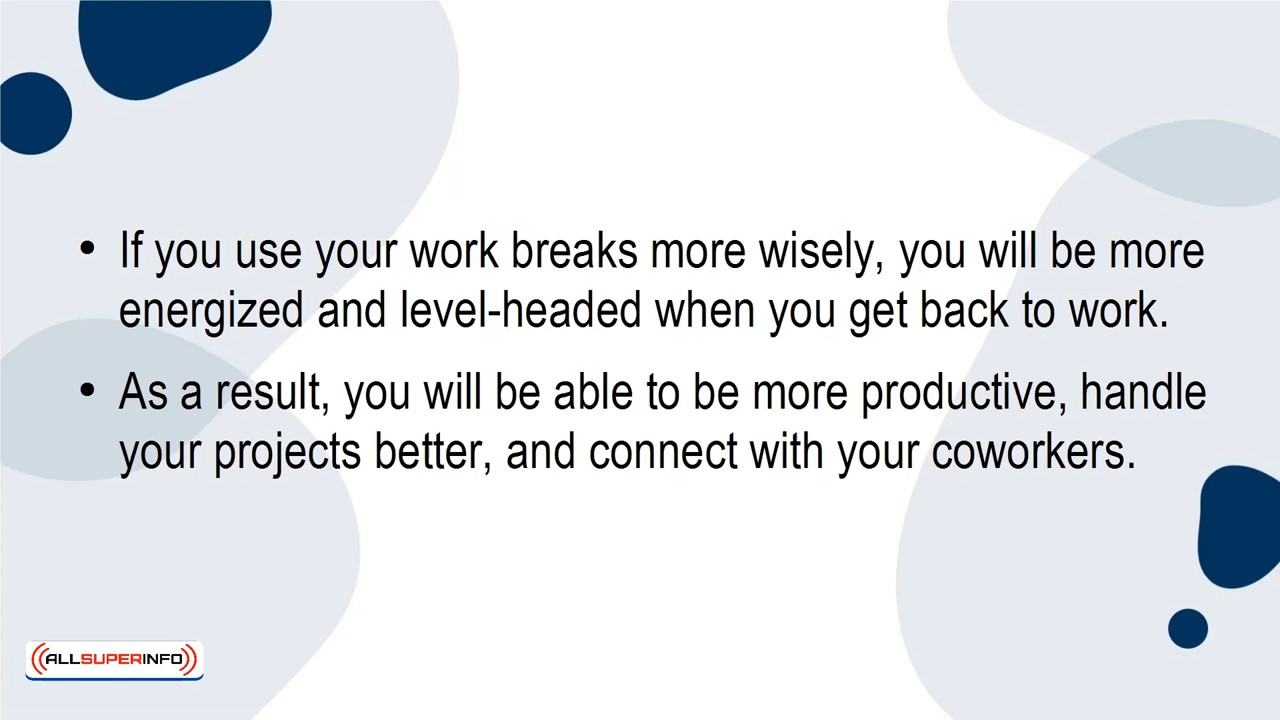 • If you use your work breaks more wisely, you will be more
energized and level-headed when you get back to work.
• As a result, you will be able to be more productive, handle
your projects better, and connect with your coworkers.
ALLSUPERINFO